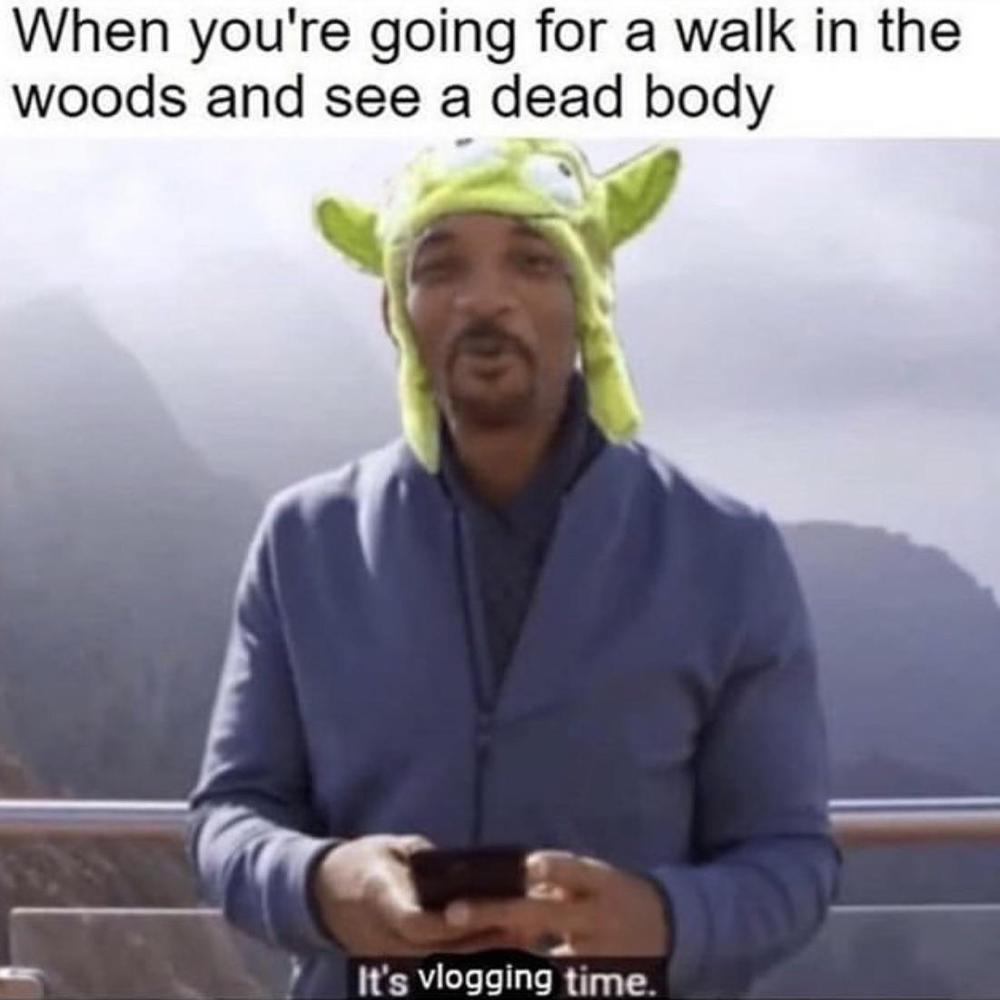 When you're going for a walk in the
woods and see a dead body
It's vlogging time.